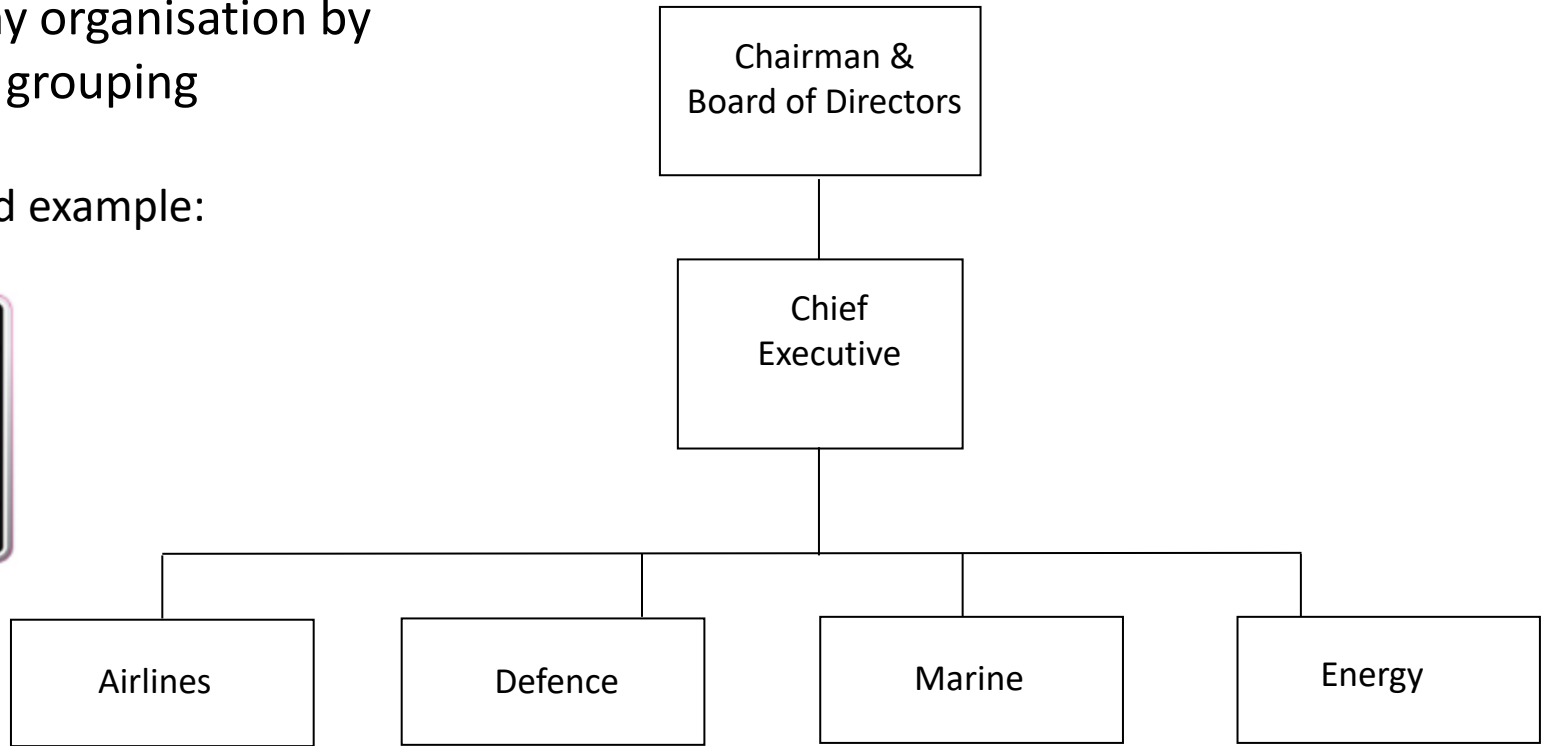 organisation by
grouping
example:
Chairman &
Board of Directors
Chief
Executive
Airlines
Defence
Marine
Energy